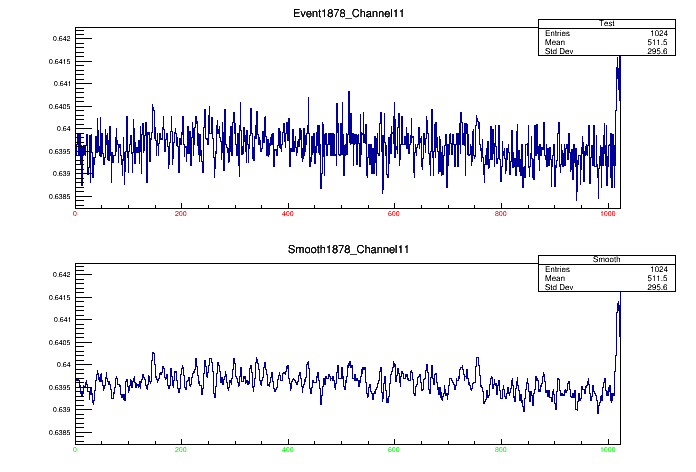 Event1878_Channel11
Test
Entries 1024
Mean 511.5
Std Dev 295.6
0.642
0.6415
0.641
0.6405
0.64
0.6395
0.639
0.6385
0 200 400 600 800 1000
Smooth1878_Channel11
Smooth
Entries 1024
Mean 511.5
Std Dev 295.6
0.642
0.6415
0.641
0.6405
0.64
0.6395
0.639
0.6385
0 200 400 600 800 1000